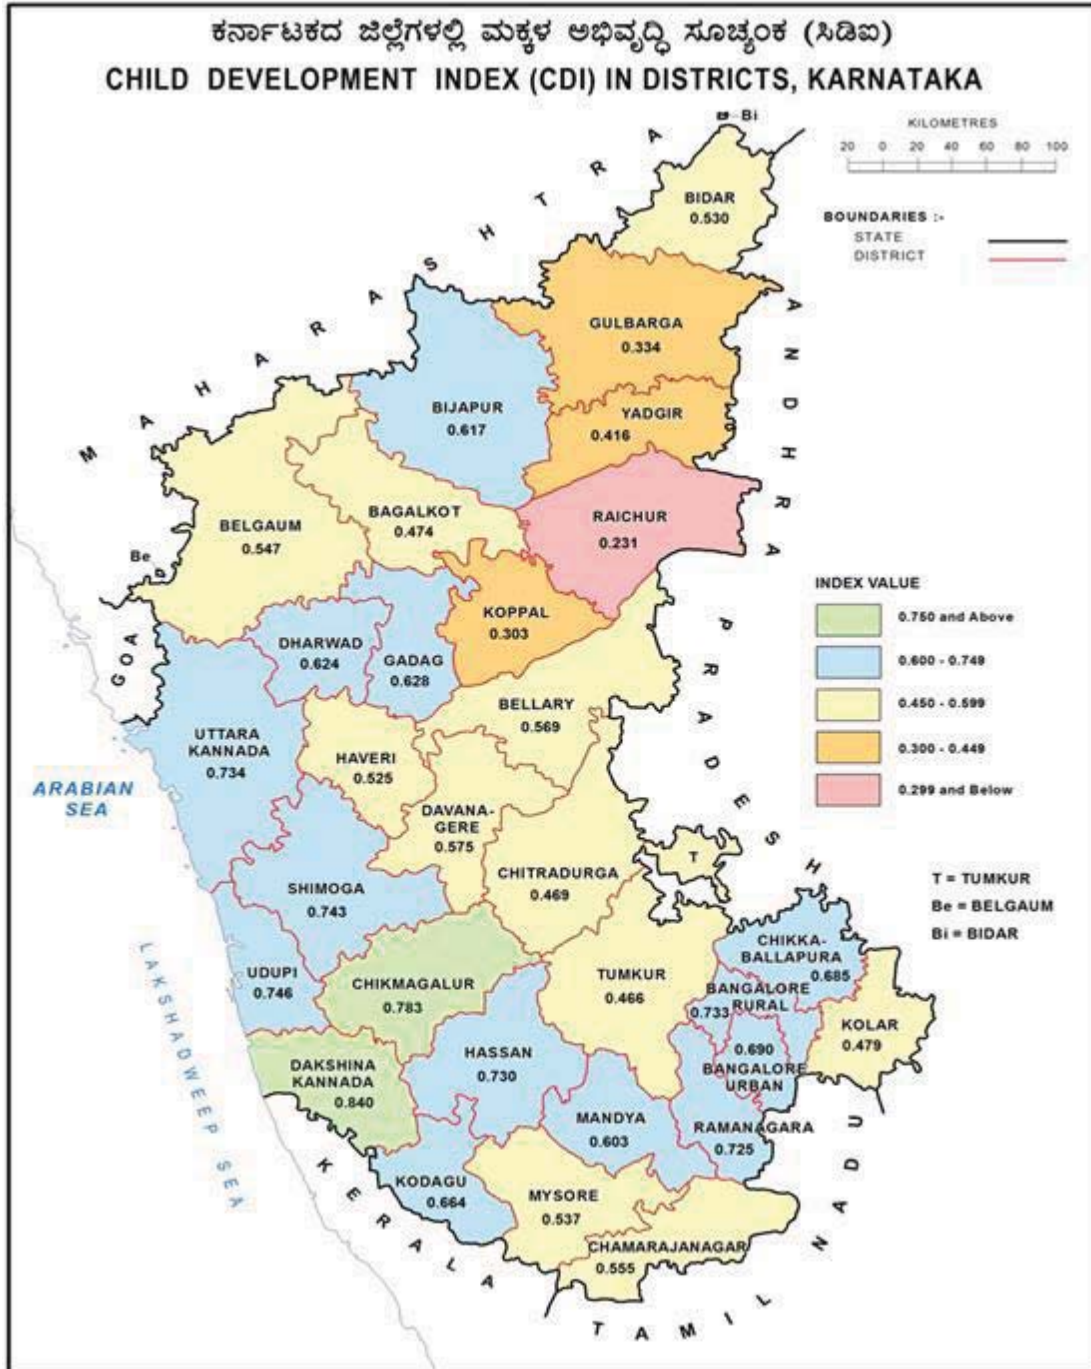 ಕರ್ನಾಟಕದ ಜಿಲ್ಲೆಗಳಲ್ಲಿ ಮಕ್ಕಳ ಅಭಿವೃದ್ಧಿ ಸೂಚ್ಯಂಕ (ಸಿಡಿಐ)
CHILD DEVELOPMENT INDEX (CDI) IN DISTRICTS, KARNATAKA
Bi
KILOMETRES
20 0 20 40 60 80 100
BOUNDARIES :-
STATE
DISTRICT
MAHARASHTRA
ANDHRA PRADESH
BIDAR
0.530
GULBARGA
0.334
BIJAPUR
0.617
YADGIR
0.416
BAGALKOT
0.474
RAICHUR
0.231
BELGAUM
0.547
Be
GOA
KOPPAL
0.303
DHARWAD
0.624
GADAG
0.628
BELLARY
0.569
UTTARA
KANNADA
0.734
HAVERI
0.525
DAVANA-
GERE
0.575
ARABIAN
SEA
INDEX VALUE
0.750 and Above
0.600 - 0.749
0.450 - 0.599
0.300 - 0.449
0.299 and Below
CHITRADURGA
0.469
T
SHIMOGA
0.743
T = TUMKUR
Be = BELGAUM
Bi = BIDAR
UDUPI
0.746
CHIKMAGALUR
0.783
TUMKUR
0.466
CHIKKA-
BALLAPURA
0.685
BANGALORE
RURAL
0.733
KOLAR
0.479
0.690
BANGALORE
URBAN
HASSAN
0.730
DAKSHINA
KANNADA
0.840
MANDYA
0.603
RAMANAGARA
0.725
LAKSHADWEEP SEA
KODAGU
0.664
MYSORE
0.537
CHAMARAJANAGAR
0.555
KERALA
TAMIL NADU